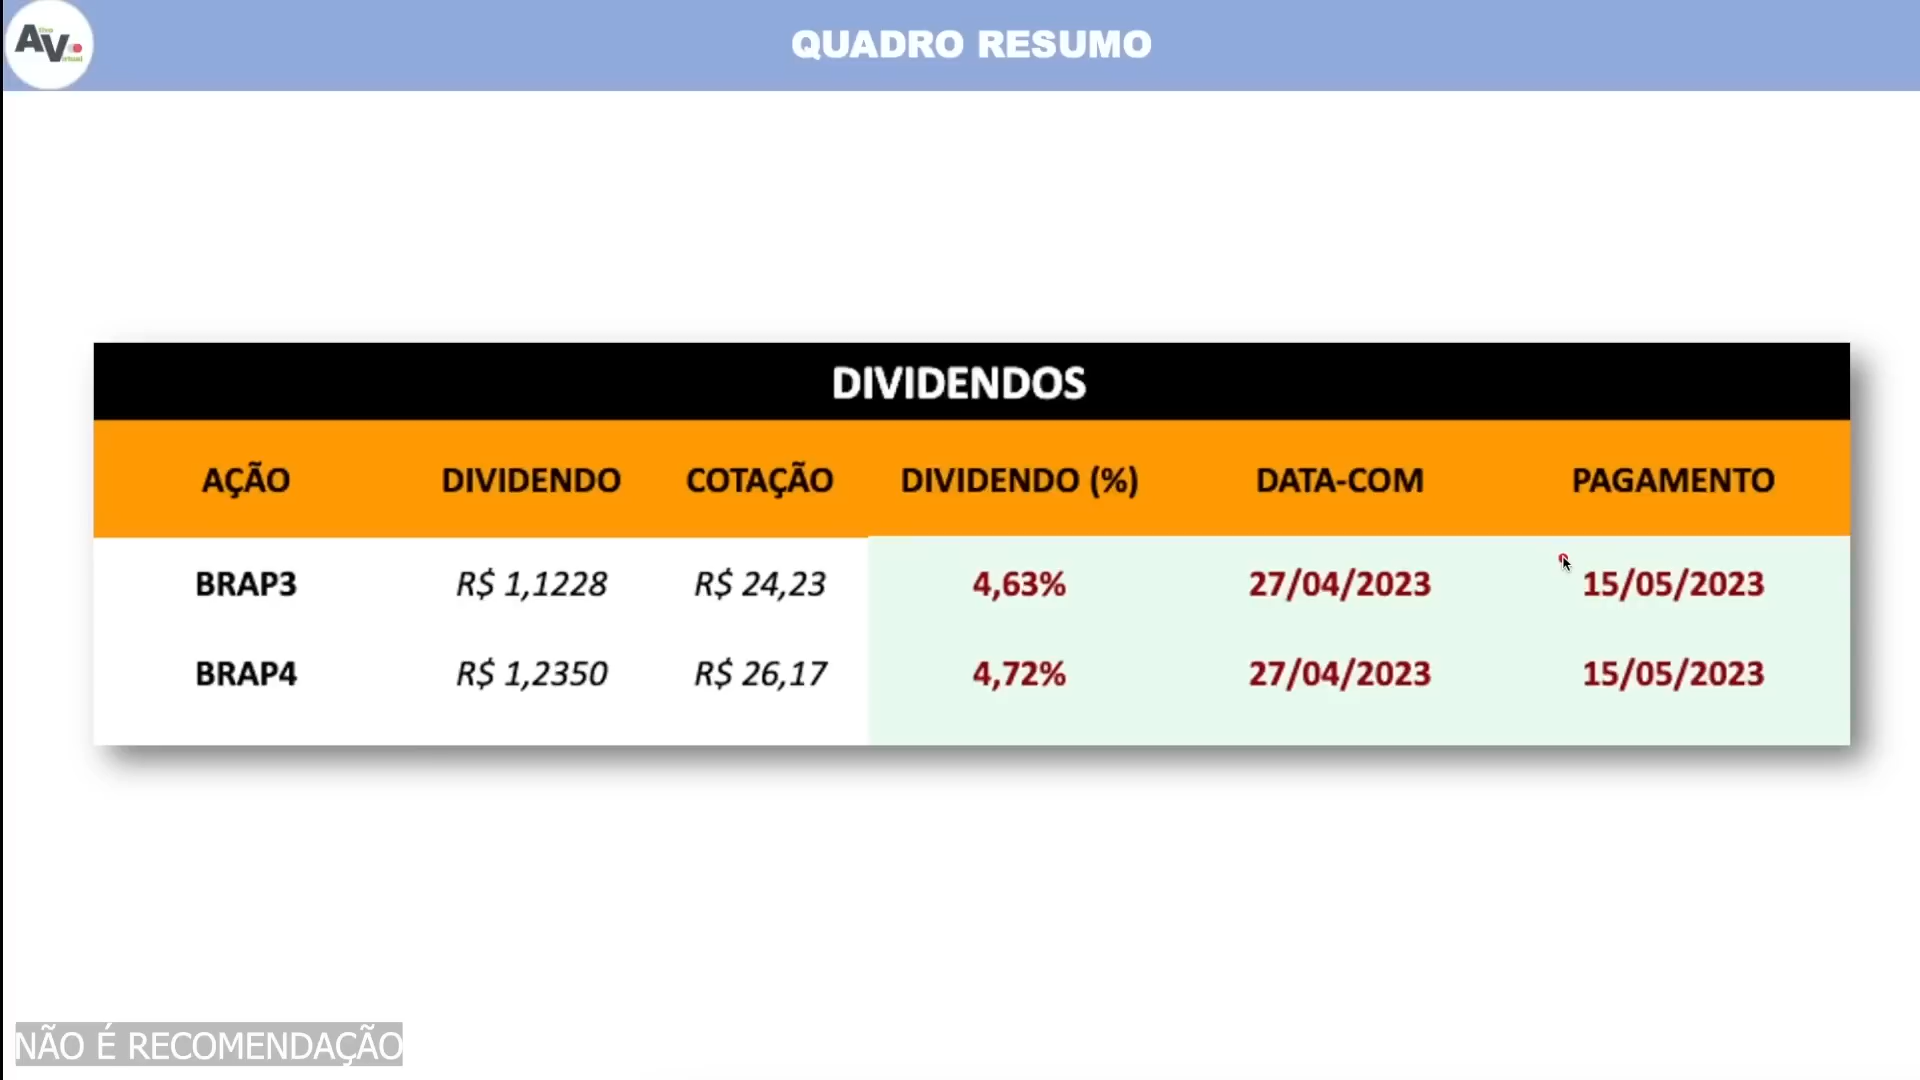 AV.
QUADRO RESUMO
DIVIDENDOS
AÇÃO DIVIDENDO COTAÇÃO DIVIDENDO (%) DATA-COM PAGAMENTO
BRAP3 R$ 1,1228 R$ 24,23 4,63% 27/04/2023 15/05/2023
BRAP4 R$ 1,2350 R$ 26,17 4,72% 27/04/2023 15/05/2023
NÃO É RECOMENDAÇÃO